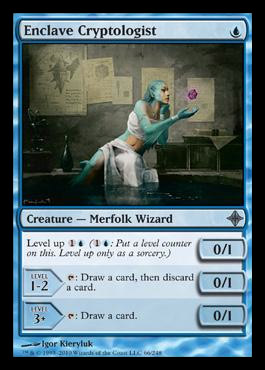 Enclave Cryptologist
Creature — Merfolk Wizard
Level up 1 (1: Put a level counter
on this. Level up only as a sorcery.)
0/1
LEVEL
1-2
: Draw a card, then discard
a card.
0/1
LEVEL
3+
: Draw a card.
0/1
Igor Kieryluk
™ & © 1993–2010 Wizards of the Coast LLC 66/248